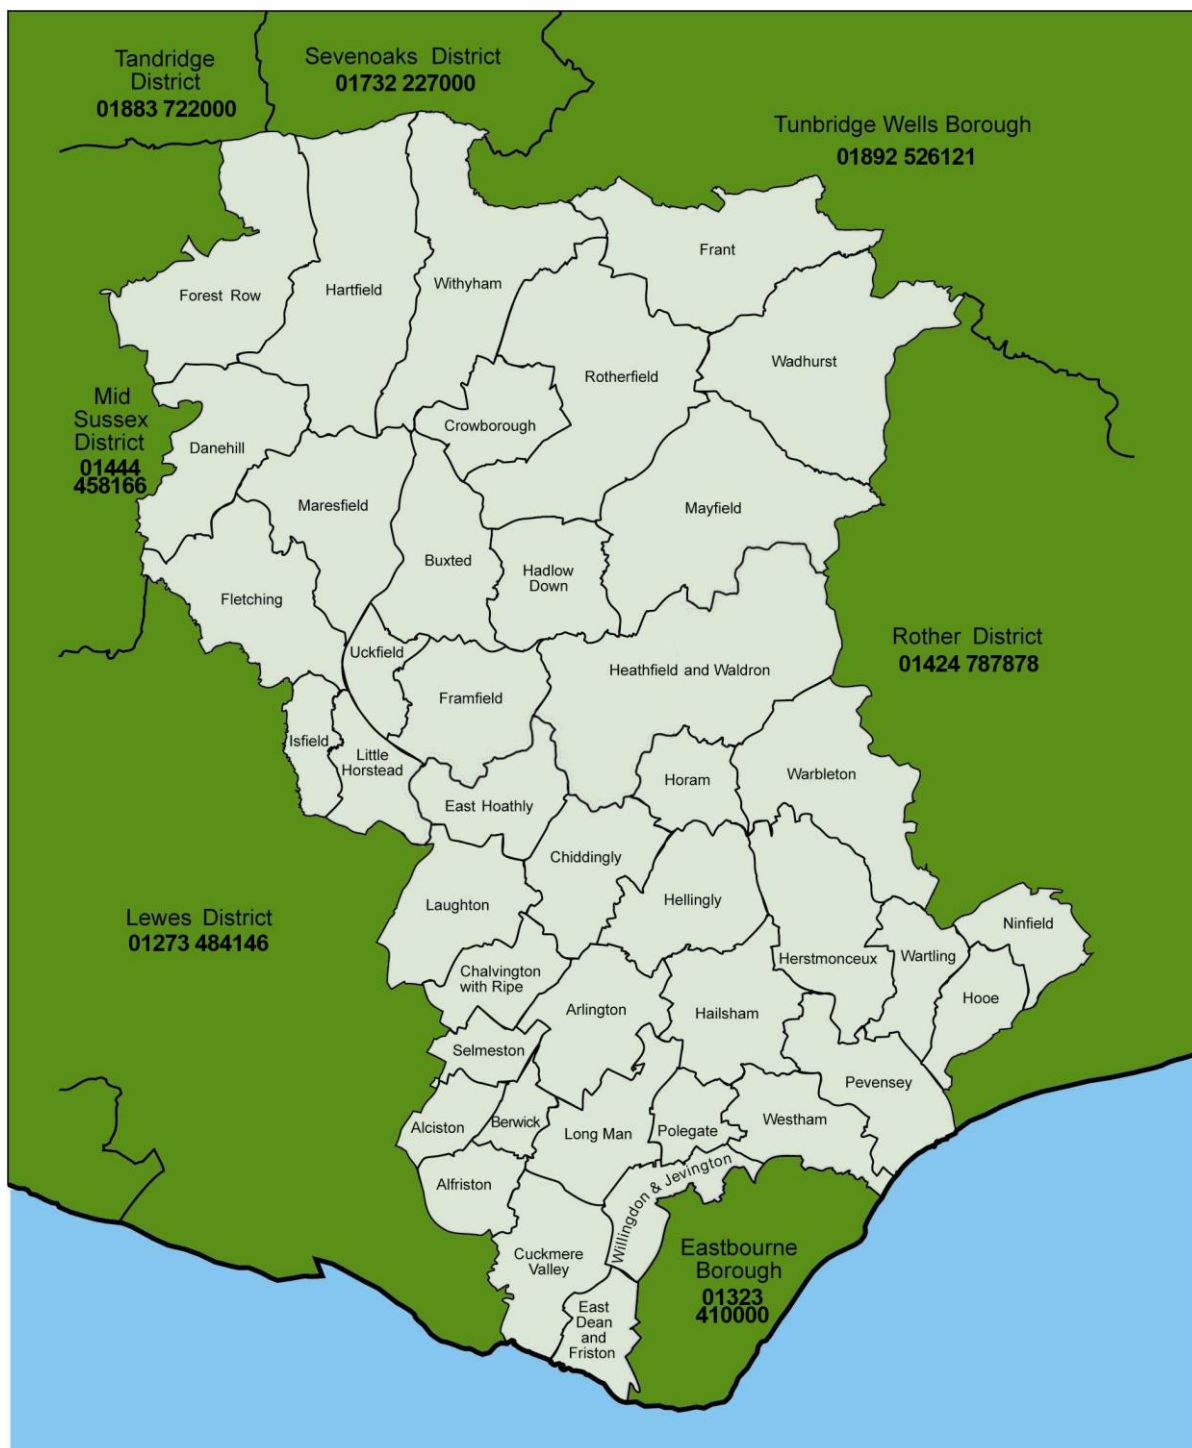 Tandridge
District
01883 722000
Sevenoaks District
01732 227000
Tunbridge Wells Borough
01892 526121
Frant
Forest Row
Hartfield
Withyham
Wadhurst
Rotherfield
Mid
Sussex
District
01444
458166
Crowborough
Danehill
Maresfield
Mayfield
Buxted
Hadlow
Down
Fletching
Rother District
01424 787878
Uckfield
Heathfield and Waldron
Framfield
Isfield
Little
Horstead
Horam
Warbleton
East Hoathly
Chiddingly
Hellingly
Laughton
Lewes District
01273 484146
Ninfield
Herstmonceux
Wartling
Chalvington
with Ripe
Hooe
Arlington
Hailsham
Selmeston
Pevensey
Alciston
Berwick
Long Man
Polegate
Westham
Willingdon & Jevington
Alfriston
Cuckmere
Valley
Eastbourne
Borough
01323
410000
East
Dean
and
Friston